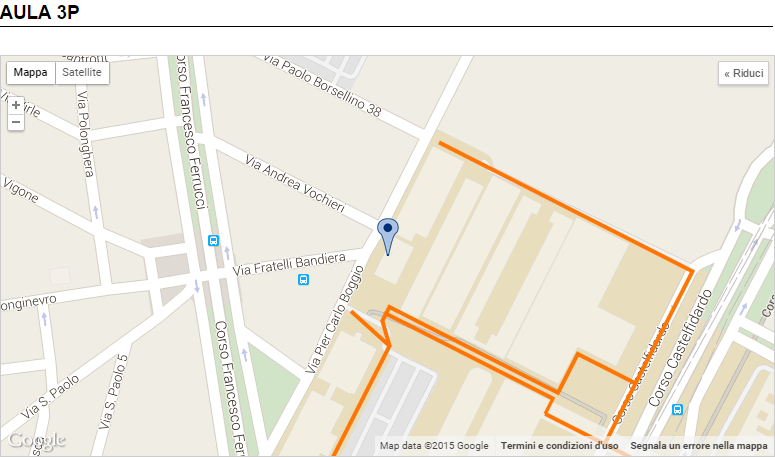 AULA 3P
Mappa
Satellite
« Riduci
+
−
Via Paolo Borsellino 38
Via Polonghera
Corso Francesco Ferrucci
Via Andrea Vochieri
Vigone
Via Fratelli Bandiera
Via Pier Carlo Boggio
onginevro
Corso Castelfidardo
Corso Castelfidardo
Corso Francesco Ferru
Via S. Paolo
Via S. Paolo 5
Google
Map data ©2015 Google
Termini e condizioni d'uso
Segnala un errore nella mappa